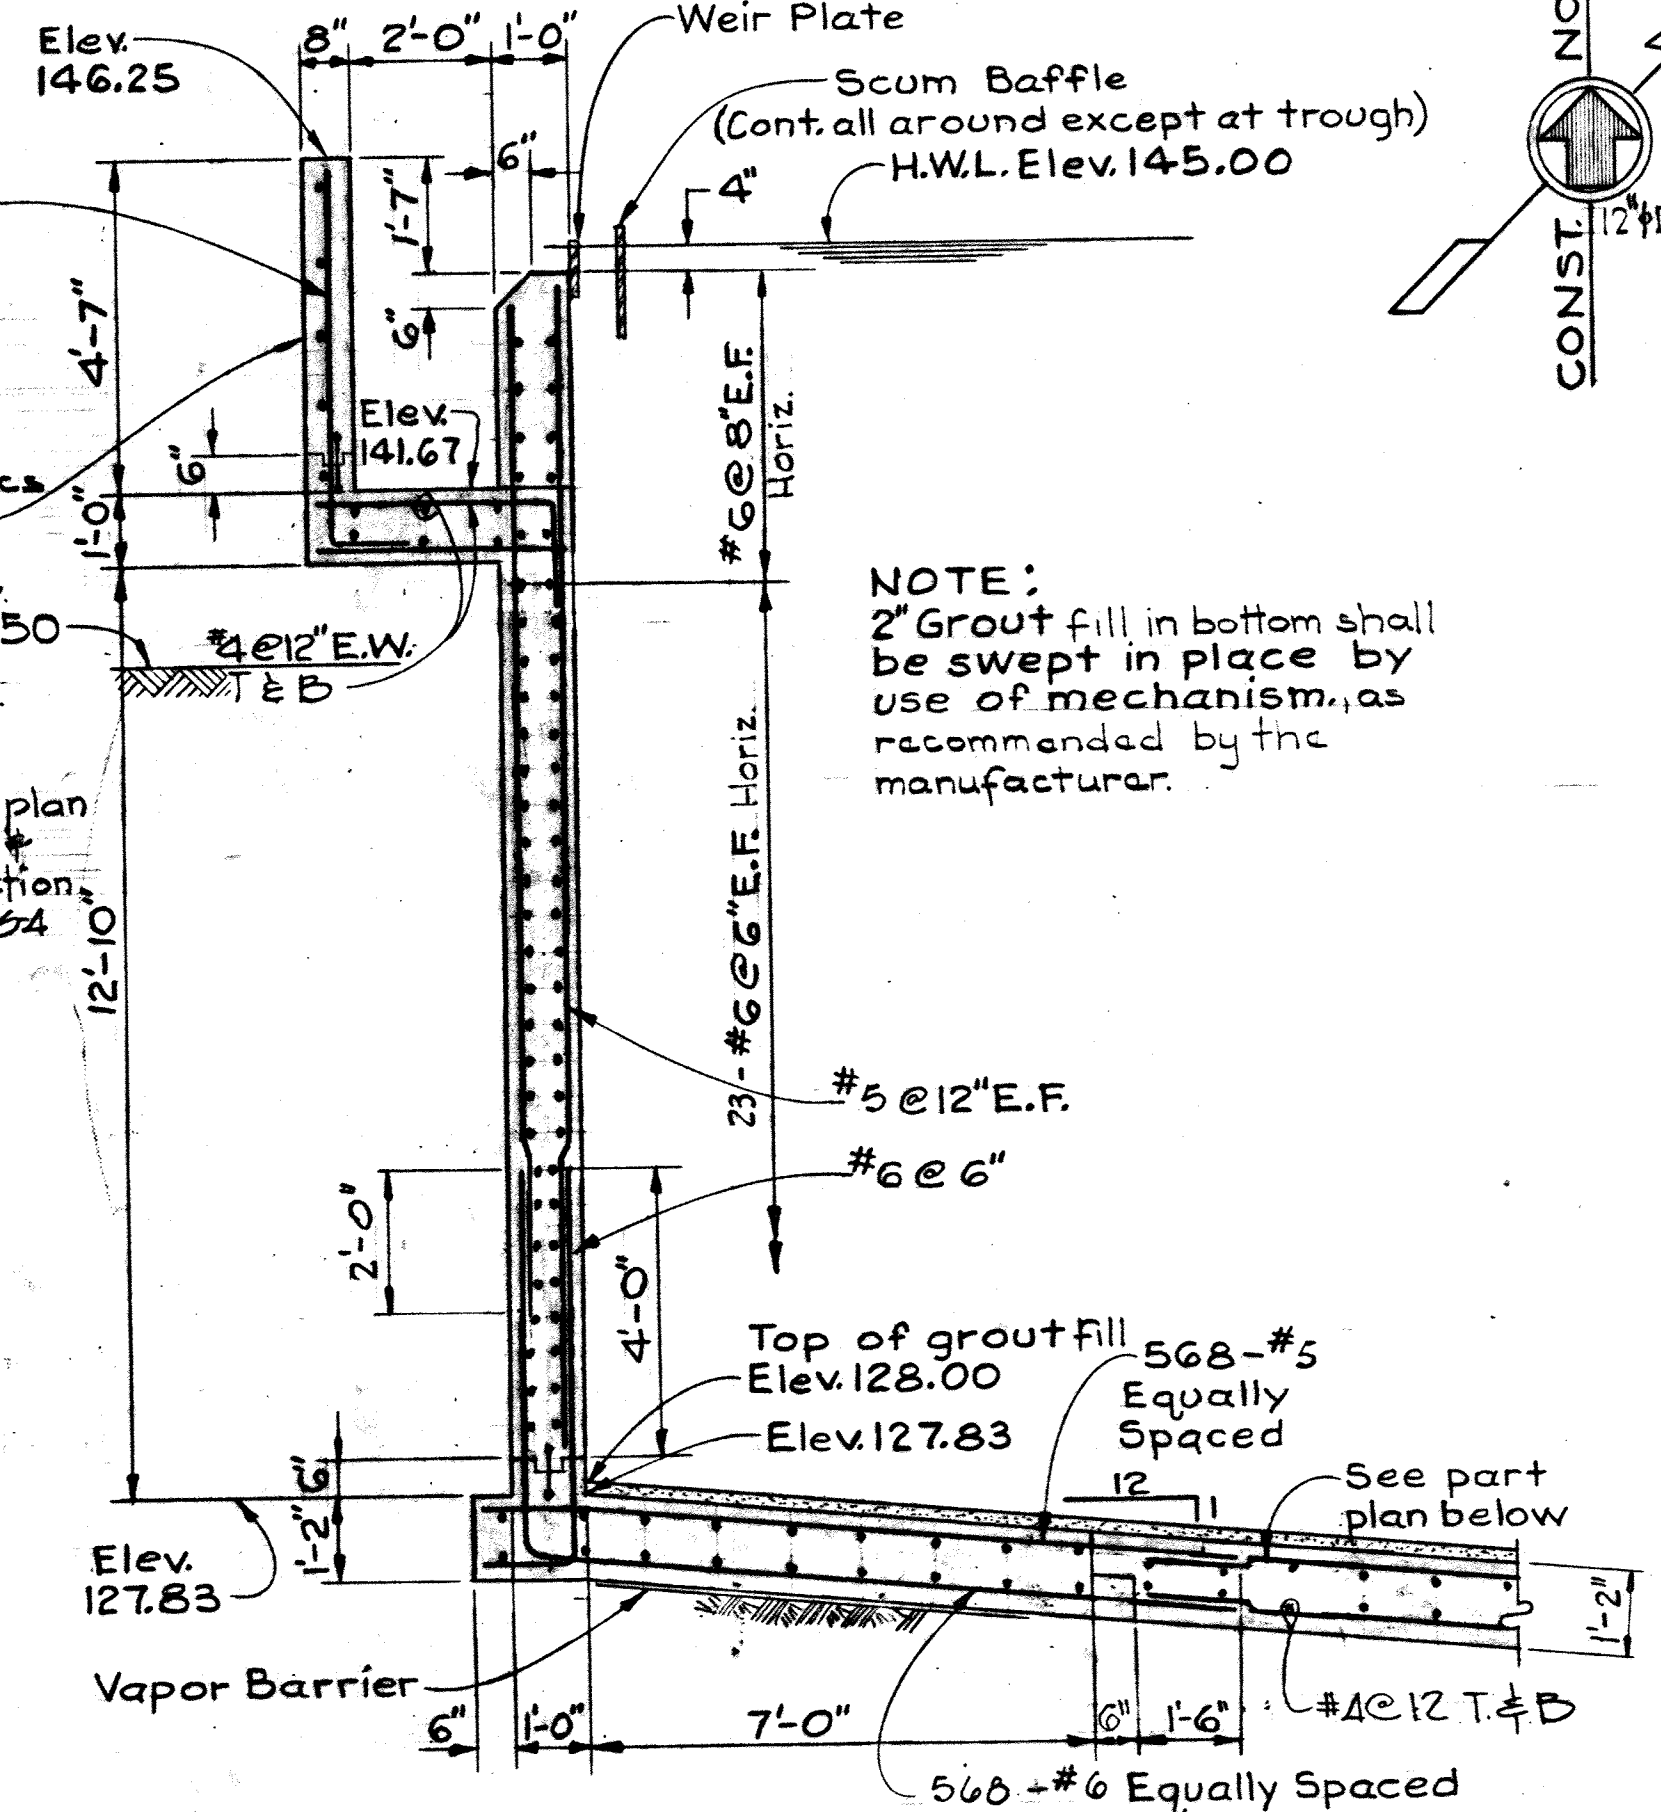 Elev.
146.25
8"
2'-0"
1'-0"
Weir Plate
Scum Baffle
(Cont. all around except at trough)
H.W.L. Elev. 145.00
6"
1'-7"
4"
NO
CONST.
12"ϕ
4'-7"
6"
Elev.
141.67
6"
1'-0"
#6@8"E.F.
Horiz.
50
#4@12"E.W.
T & B
NOTE:
2" Grout fill in bottom shall
be swept in place by
use of mechanism., as
recommended by the
manufacturer.
plan
ction
54
12'-10"
23-#6@6"E.F. Horiz.
#5@12"E.F.
#6@6"
2'-0"
4'-0"
Top of grout fill
Elev. 128.00
Elev. 127.83
568-#5
Equally
Spaced
12
1
See part
plan below
6"
1'-2"
Elev.
127.83
Vapor Barrier
1'-2"
6"
1'-0"
7'-0"
6"
1'-6"
#4@12 T. & B
568-#6 Equally Spaced